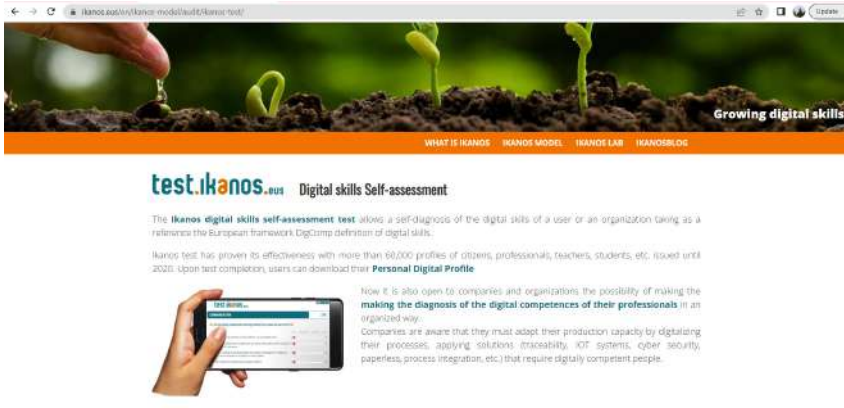 ikanos.eus/en/ikanos-model/audit/ikanos-test/
Update
Growing digital skills
WHAT IS IKANOS IKANOS MODEL IKANOS LAB IKANOSBLOG
test.ikanos.eus Digital skills Self-assessment
The Ikanos digital skills self-assessment test allows a self-diagnosis of the digital skills of a user or an organization taking as a
reference the European framework DigComp definition of digital skills.
Ikanos test has proven its effectiveness with more than 60,000 profiles of citizens, professionals, teachers, students, etc. issued until
2020. Upon test completion, users can download their Personal Digital Profile
Now it is also open to companies and organizations the possibility of making the
making the diagnosis of the digital competences of their professionals in an
organized way.
Companies are aware that they must adapt their production capacity by digitalizing
their processes, applying solutions (traceability, IOT systems, cyber security,
paperless, process integration, etc.) that require digitally competent people.
test.ikanos